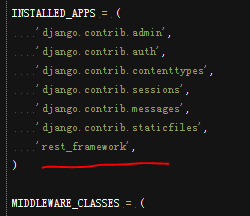 INSTALLED_APPS = (
    'django.contrib.admin',
    'django.contrib.auth',
    'django.contrib.contenttypes',
    'django.contrib.sessions',
    'django.contrib.messages',
    'django.contrib.staticfiles',
    'rest_framework',
)
MIDDLEWARE_CLASSES = (